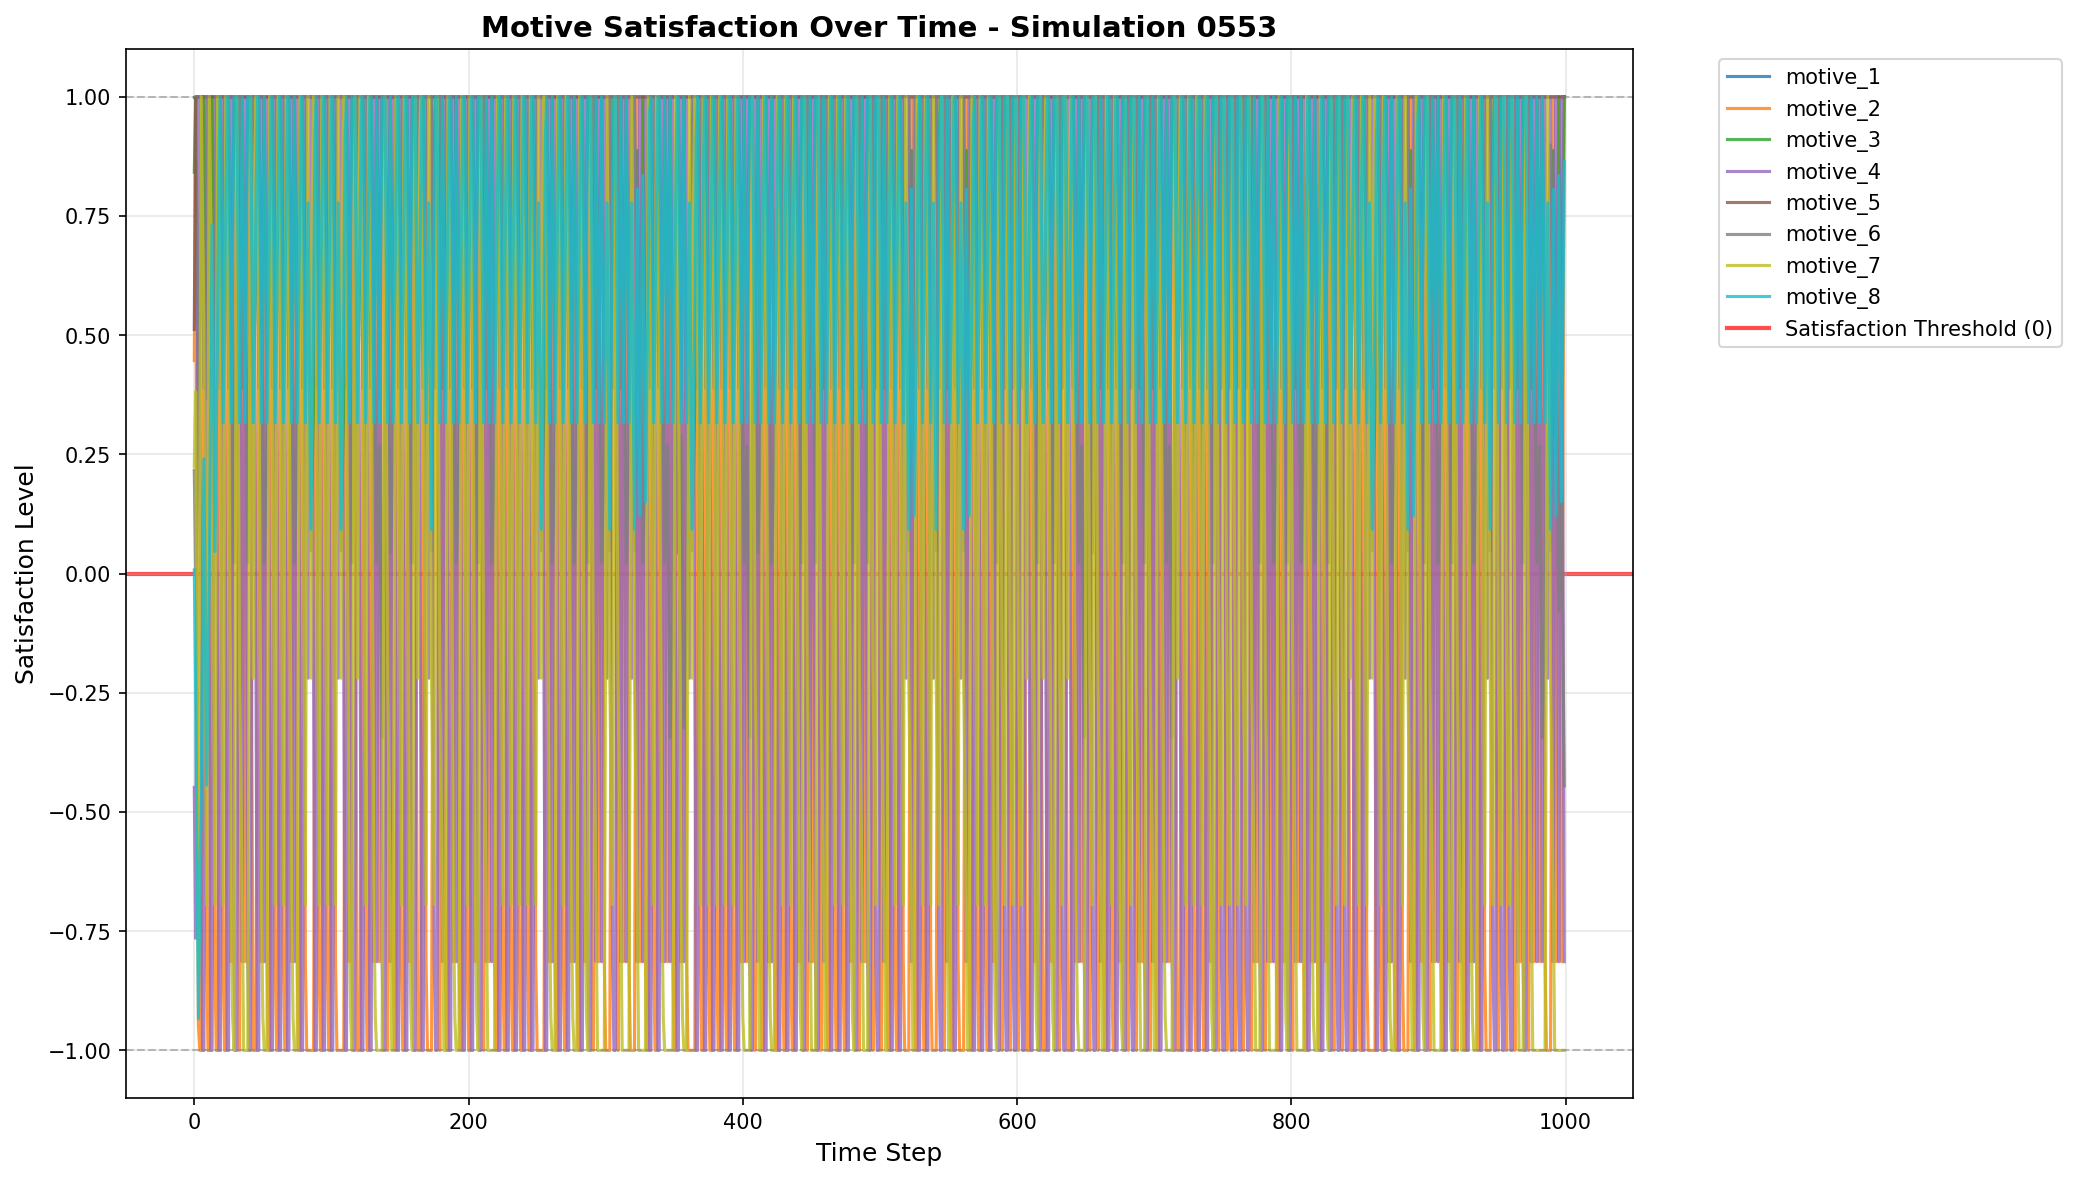 Motive Satisfaction Over Time - Simulation 0553
1.00
0.75
0.50
0.25
0.00
−0.25
−0.50
−0.75
−1.00
Satisfaction Level
0
200
400
600
800
1000
Time Step
motive_1
motive_2
motive_3
motive_4
motive_5
motive_6
motive_7
motive_8
Satisfaction Threshold (0)